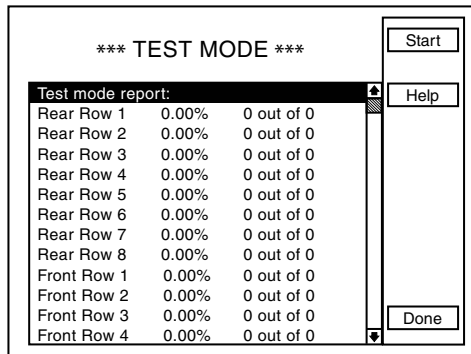 *** TEST MODE ***
Start
Help
Test mode report:
Rear Row 1 0.00% 0 out of 0
Rear Row 2 0.00% 0 out of 0
Rear Row 3 0.00% 0 out of 0
Rear Row 4 0.00% 0 out of 0
Rear Row 5 0.00% 0 out of 0
Rear Row 6 0.00% 0 out of 0
Rear Row 7 0.00% 0 out of 0
Rear Row 8 0.00% 0 out of 0
Front Row 1 0.00% 0 out of 0
Front Row 2 0.00% 0 out of 0
Front Row 3 0.00% 0 out of 0
Front Row 4 0.00% 0 out of 0
Done